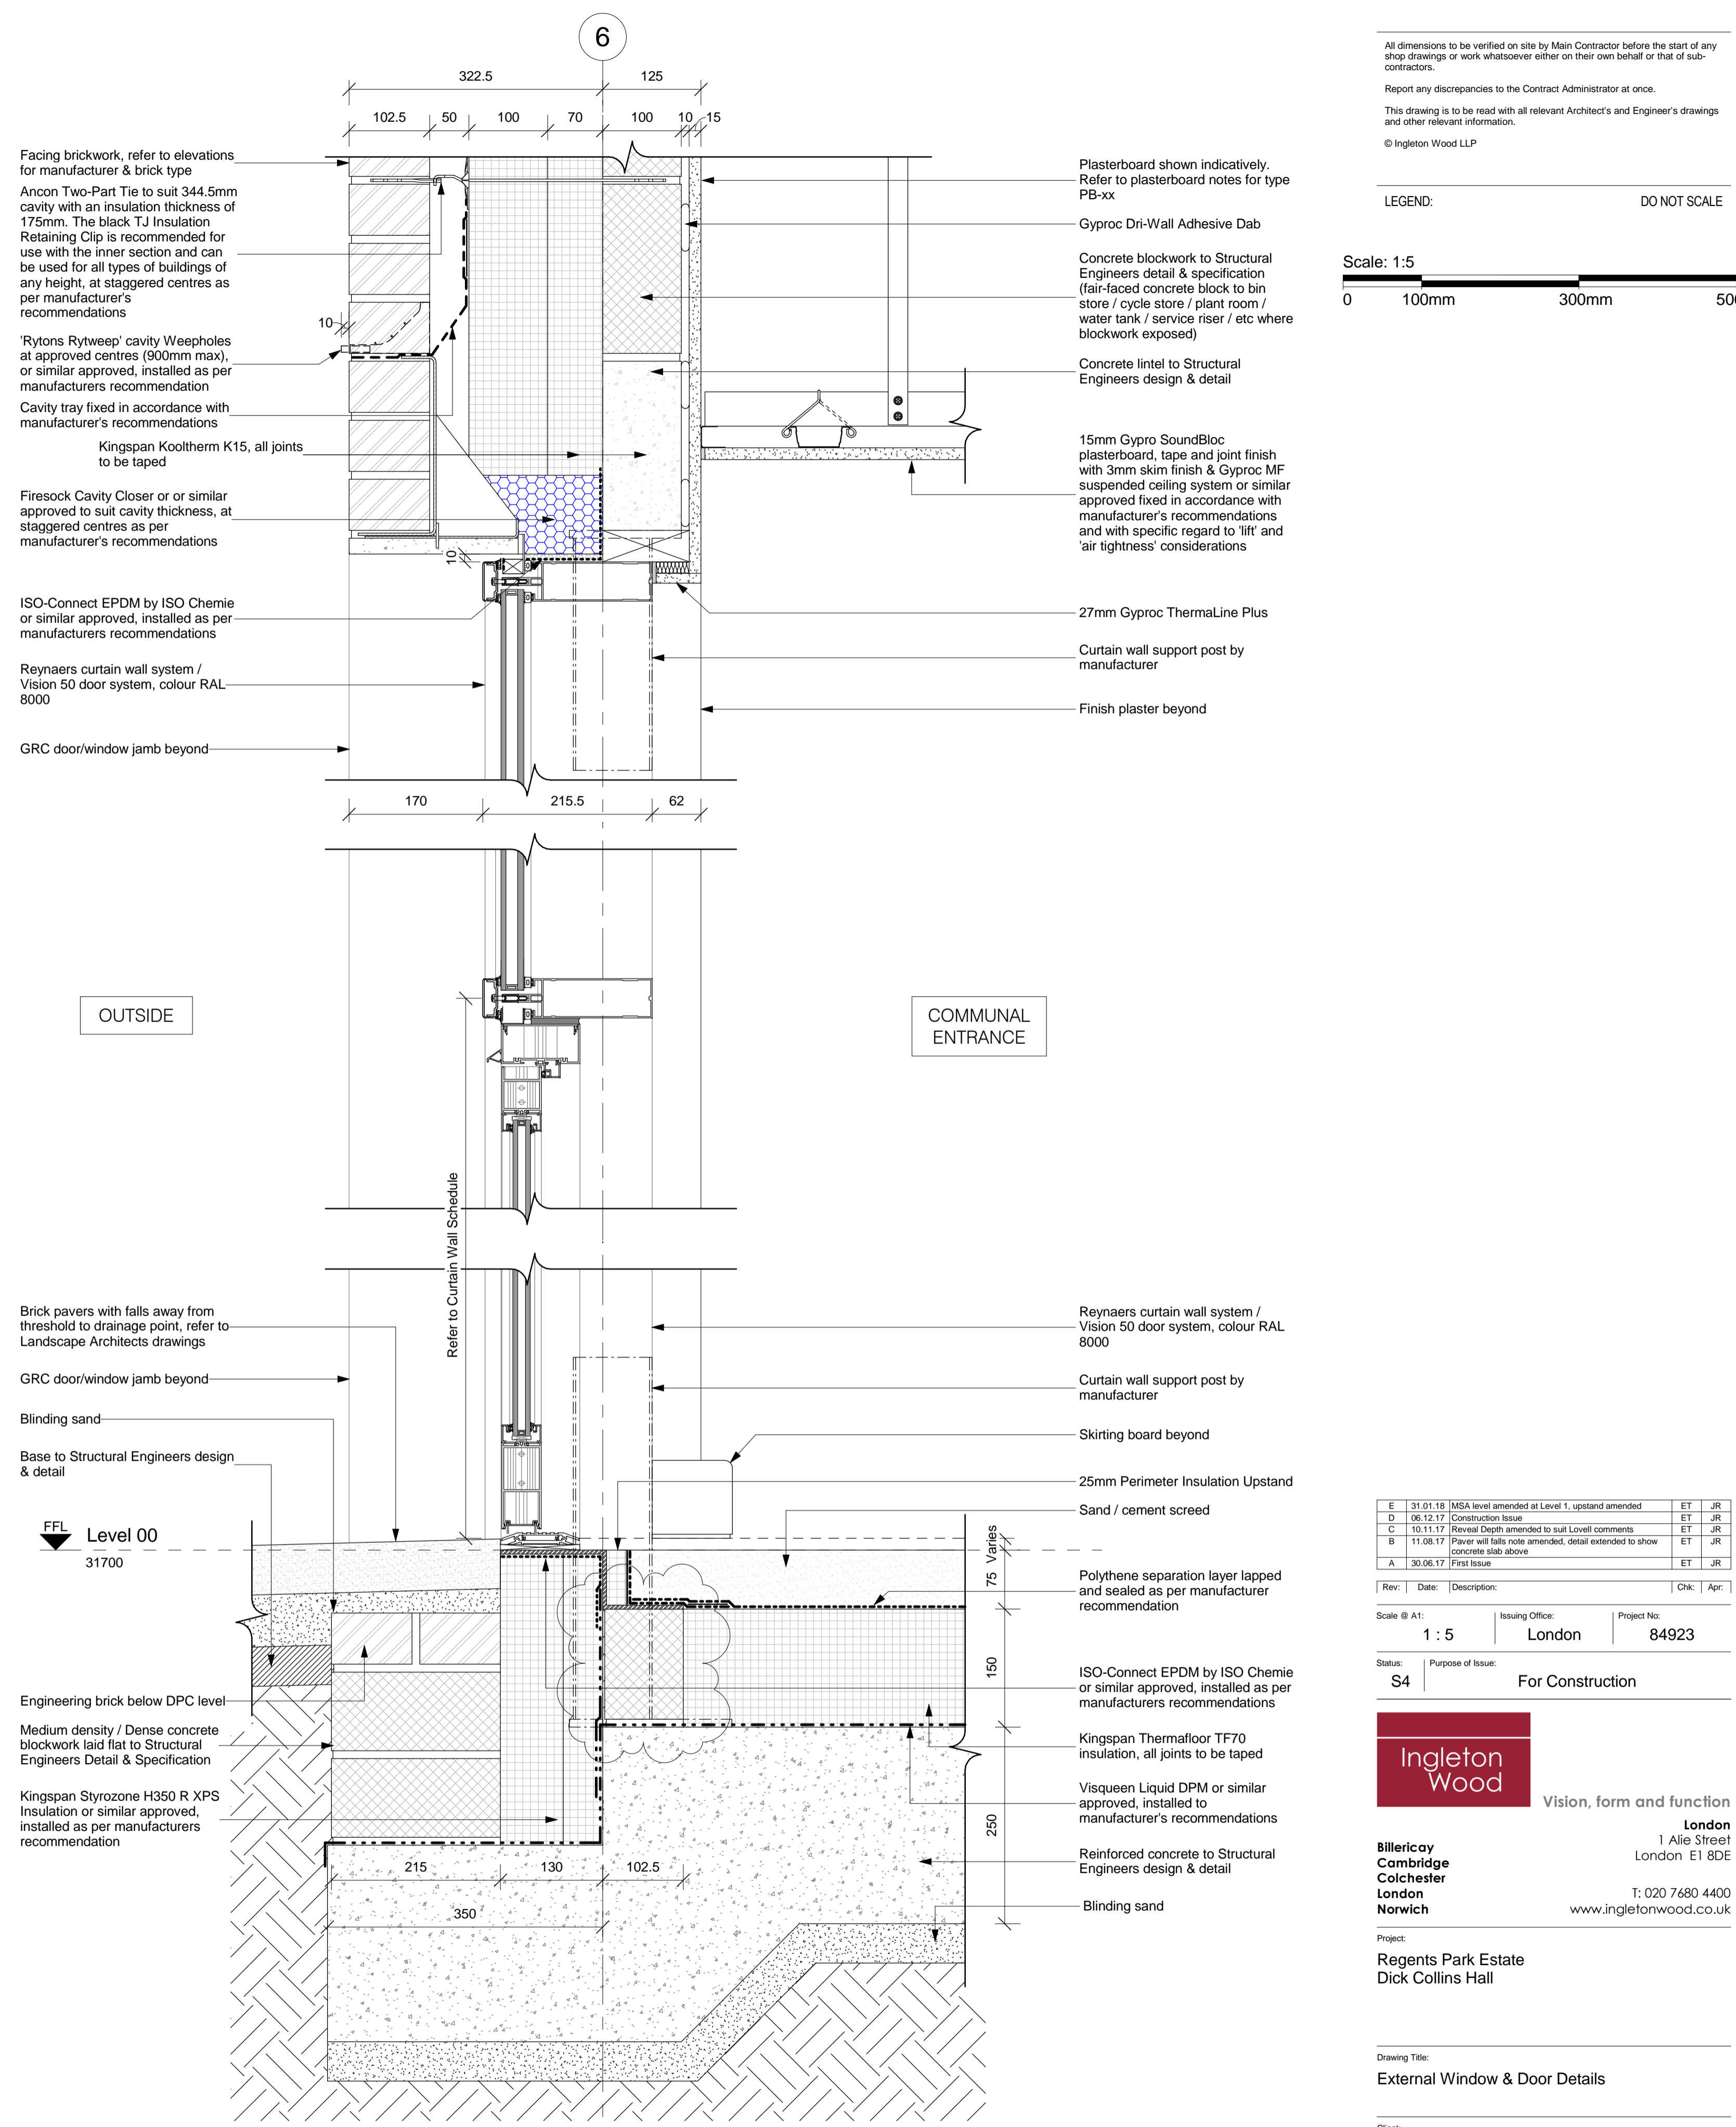 6
322.5
125
102.5
50
100
70
100
10
15
Facing brickwork, refer to elevations
for manufacturer & brick type
Ancon Two-Part Tie to suit 344.5mm
cavity with an insulation thickness of
175mm. The black TJ Insulation
Retaining Clip is recommended for
use with the inner section and can
be used for all types of buildings of
any height, at staggered centres as
per manufacturer's
recommendations
10
'Rytons Rytweep' cavity Weepholes
at approved centres (900mm max),
or similar approved, installed as per
manufacturers recommendation
Cavity tray fixed in accordance with
manufacturer's recommendations
Kingspan Kooltherm K15, all joints
to be taped
Firesock Cavity Closer or or similar
approved to suit cavity thickness, at
staggered centres as per
manufacturer's recommendations
10
ISO-Connect EPDM by ISO Chemie
or similar approved, installed as per
manufacturers recommendations
Reynaers curtain wall system /
Vision 50 door system, colour RAL
8000
GRC door/window jamb beyond
Plasterboard shown indicatively.
Refer to plasterboard notes for type
PB-xx
Gyproc Dri-Wall Adhesive Dab
Concrete blockwork to Structural
Engineers detail & specification
(fair-faced concrete block to bin
store / cycle store / plant room /
water tank / service riser / etc where
blockwork exposed)
Concrete lintel to Structural
Engineers design & detail
15mm Gypro SoundBloc
plasterboard, tape and joint finish
with 3mm skim finish & Gyproc MF
suspended ceiling system or similar
approved fixed in accordance with
manufacturer's recommendations
and with specific regard to 'lift' and
'air tightness' considerations
27mm Gyproc ThermaLine Plus
Curtain wall support post by
manufacturer
Finish plaster beyond
170
215.5
62
OUTSIDE
COMMUNAL
ENTRANCE
Refer to Curtain Wall Schedule
Brick pavers with falls away from
threshold to drainage point, refer to
Landscape Architects drawings
GRC door/window jamb beyond
Blinding sand
Base to Structural Engineers design
& detail
FFL
Level 00
31700
Engineering brick below DPC level
Medium density / Dense concrete
blockwork laid flat to Structural
Engineers Detail & Specification
Kingspan Styrozone H350 R XPS
Insulation or similar approved,
installed as per manufacturers
recommendation
Reynaers curtain wall system /
Vision 50 door system, colour RAL
8000
Curtain wall support post by
manufacturer
Skirting board beyond
25mm Perimeter Insulation Upstand
Sand / cement screed
Polythene separation layer lapped
and sealed as per manufacturer
recommendation
ISO-Connect EPDM by ISO Chemie
or similar approved, installed as per
manufacturers recommendations
Kingspan Thermafloor TF70
insulation, all joints to be taped
Visqueen Liquid DPM or similar
approved, installed to
manufacturer's recommendations
Reinforced concrete to Structural
Engineers design & detail
Blinding sand
Varies
75
150
250
215
130
102.5
350
All dimensions to be verified on site by Main Contractor before the start of any
shop drawings or work whatsoever either on their own behalf or that of sub-
contractors.
Report any discrepancies to the Contract Administrator at once.
This drawing is to be read with all relevant Architect's and Engineer's drawings
and other relevant information.
© Ingleton Wood LLP
LEGEND: DO NOT SCALE
Scale: 1:5
0 100mm 300mm
E 31.01.18 MSA level amended at Level 1, upstand amended ET JR
D 06.12.17 Construction Issue ET JR
C 10.11.17 Reveal Depth amended to suit Lovell comments ET JR
B 11.08.17 Paver will falls note amended, detail extended to show ET JR
concrete slab above
A 30.06.17 First Issue ET JR
Rev: Date: Description: Chk: Apr:
Scale @ A1: Issuing Office: Project No:
1 : 5 London 84923
Status: Purpose of Issue:
S4 For Construction
Ingleton
Wood
Vision, form and function
London
1 Alie Street
London E1 8DE
T: 020 7680 4400
www.ingletonwood.co.uk
Billericay
Cambridge
Colchester
London
Norwich
Project:
Regents Park Estate
Dick Collins Hall
Drawing Title:
External Window & Door Details